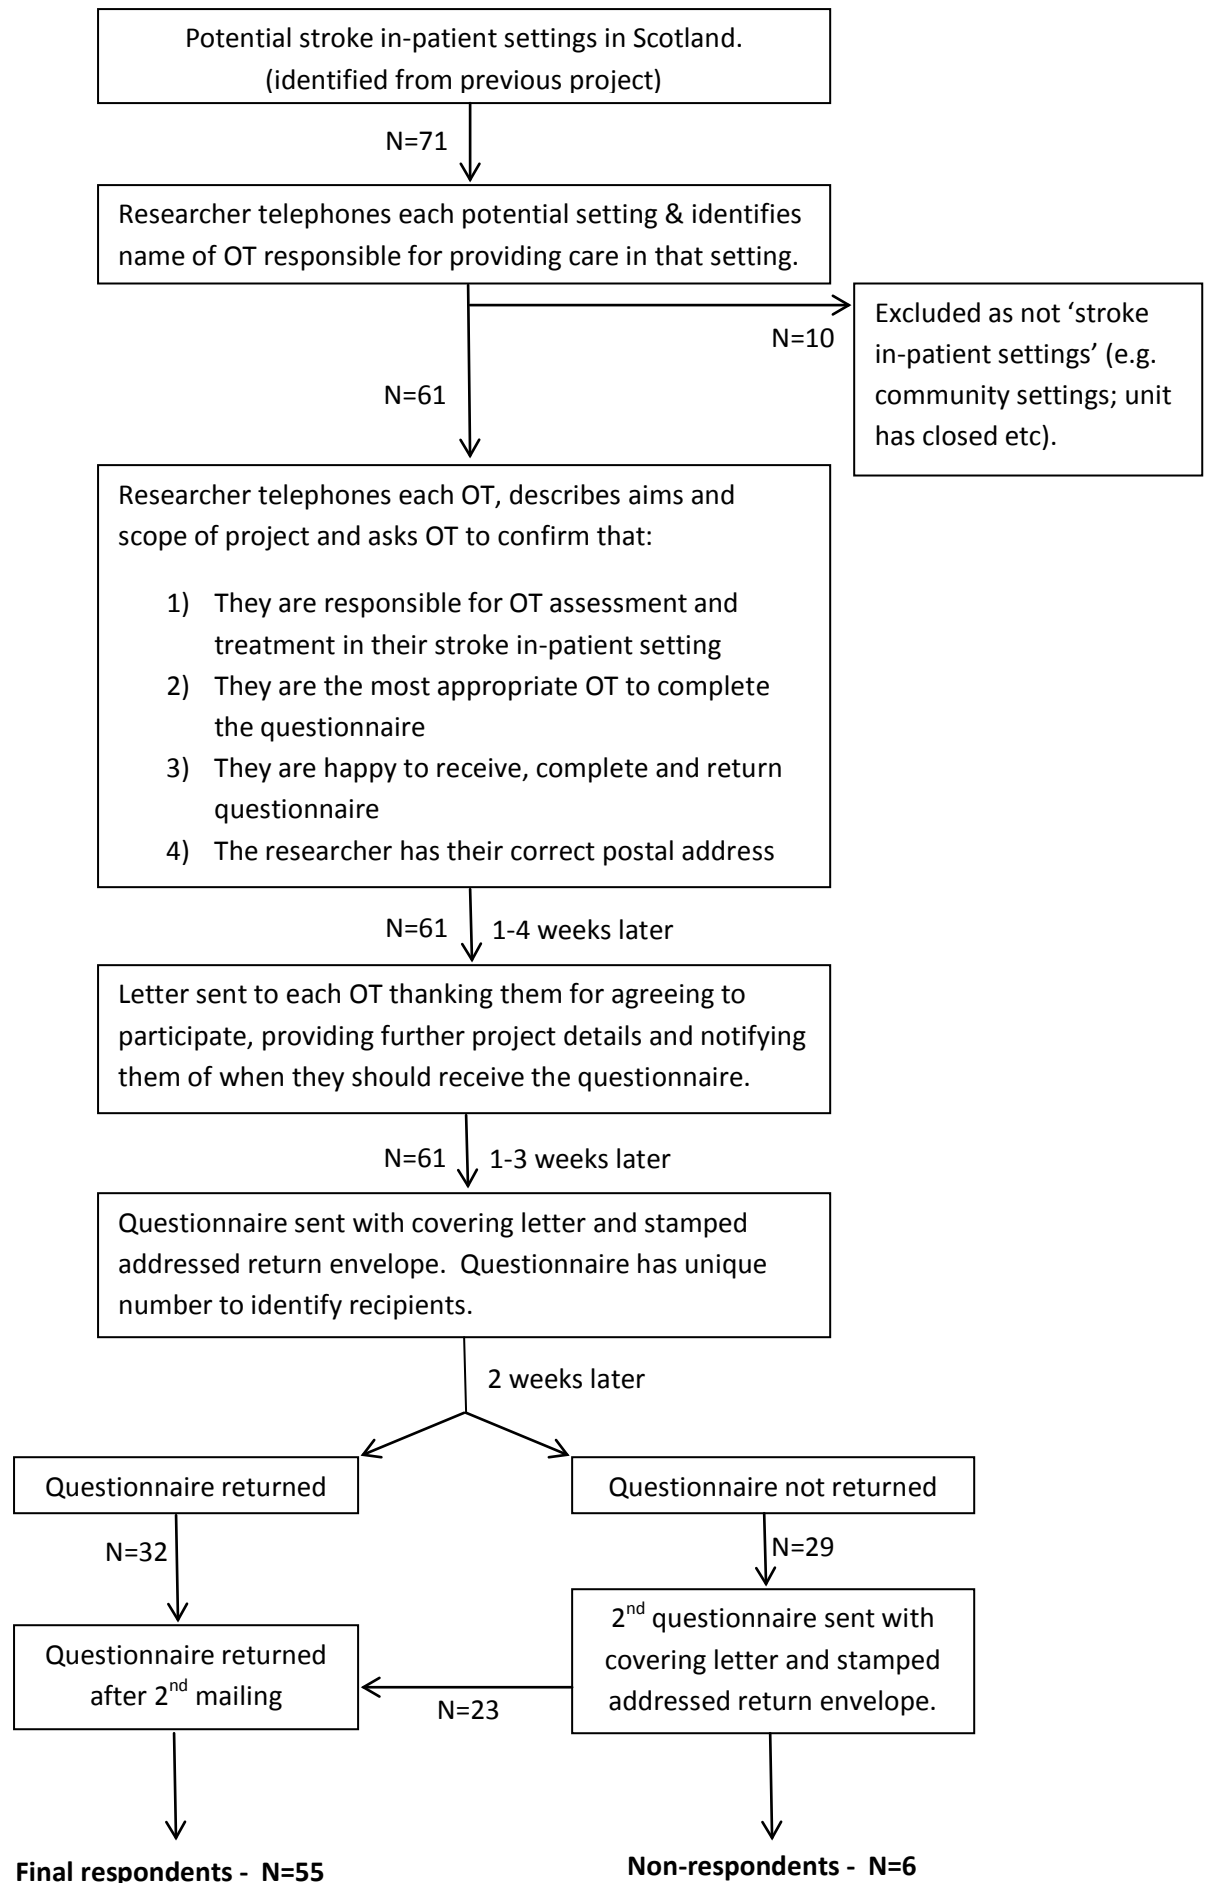 Potential stroke in-patient settings in Scotland.
(identified from previous project)
N=71
Researcher telephones each potential setting & identifies
name of OT responsible for providing care in that setting.
N=10
Excluded as not ‘stroke
in-patient settings’ (e.g.
community settings; unit
has closed etc).
N=61
Researcher telephones each OT, describes aims and
scope of project and asks OT to confirm that:
1) They are responsible for OT assessment and
treatment in their stroke in-patient setting
2) They are the most appropriate OT to complete
the questionnaire
3) They are happy to receive, complete and return
questionnaire
4) The researcher has their correct postal address
N=61 1-4 weeks later
Letter sent to each OT thanking them for agreeing to
participate, providing further project details and notifying
them of when they should receive the questionnaire.
N=61 1-3 weeks later
Questionnaire sent with covering letter and stamped
addressed return envelope.  Questionnaire has unique
number to identify recipients.
2 weeks later
Questionnaire returned
Questionnaire not returned
N=32
N=29
2nd questionnaire sent with
covering letter and stamped
addressed return envelope.
Questionnaire returned
after 2nd mailing
N=23
Final respondents -  N=55
Non-respondents -  N=6